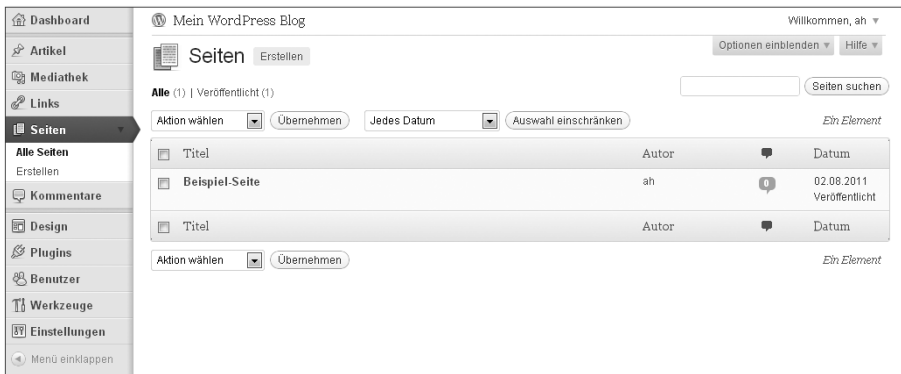 Dashboard
Artikel
Mediathek
Links
Seiten
Alle Seiten
Erstellen
Kommentare
Design
Plugins
Benutzer
Werkzeuge
Einstellungen
Menü einklappen
Mein WordPress Blog
Willkommen, ah
Seiten Erstellen
Optionen einblenden Hilfe
Alle (1) | Veröffentlicht (1)
Seiten suchen
Aktion wählen Übernehmen Jedes Datum Auswahl einschränken Ein Element
Titel Autor Datum
Beispiel-Seite ah 0 02.08.2011
Veröffentlicht
Titel Autor Datum
Aktion wählen Übernehmen Ein Element